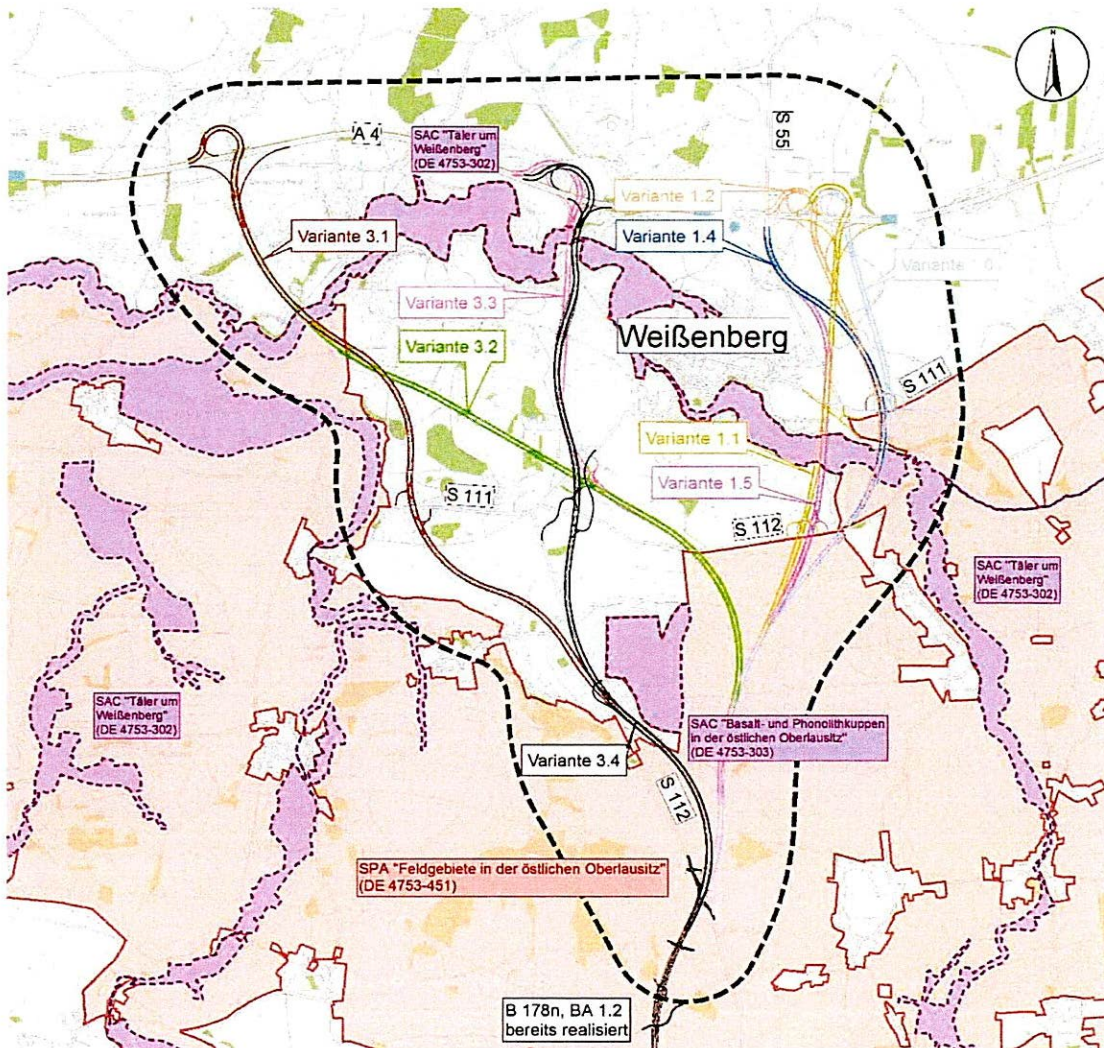 N
A 4
S 55
SAC "Täler um
Weißenberg"
(DE 4753-302)
Variante 1.2
Variante 3.1
Variante 1.4
Variante 3.3
Variante 3.2
Weißenberg
S 111
Variante 1.1
Variante 1.5
S 111
S 112
SAC "Täler um
Weißenberg"
(DE 4753-302)
SAC "Täler um
Weißenberg"
(DE 4753-302)
SAC "Basalt- und Phonolithkuppen
in der östlichen Oberlausitz"
(DE 4753-303)
Variante 3.4
S 112
SPA "Feldgebiete in der östlichen Oberlausitz"
(DE 4753-451)
B 178n, BA 1.2
bereits realisiert